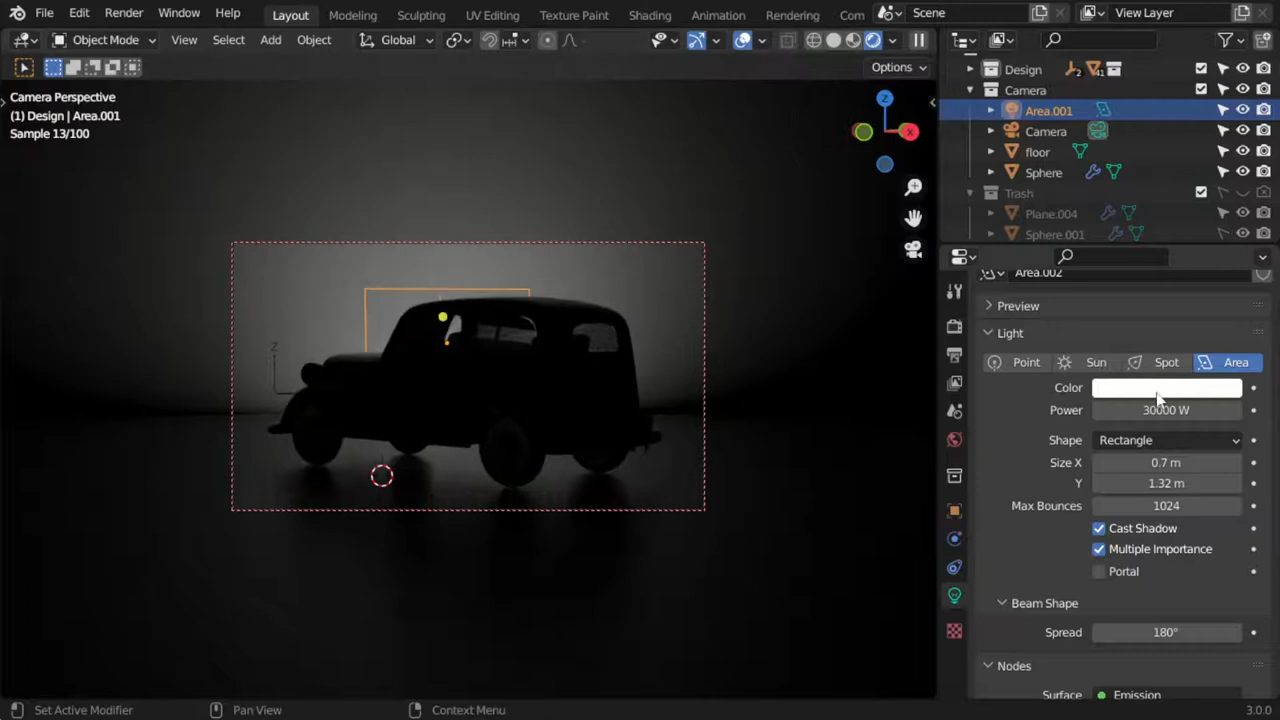 File Edit Render Window Help Layout Modeling Sculpting UV Editing Texture Paint Shading Animation Rendering Com Scene View Layer
Object Mode View Select Add Object Global
Options
Camera Perspective
(1) Design | Area.001
Sample 13/100
Z
X
Z
Design 2 41
Camera
Area.001
Camera
floor
Sphere
Trash
Plane.004
Sphere.001
Area.002
Preview
Light
Point Sun Spot Area
Color
Power 30000 W
Shape Rectangle
Size X 0.7 m
Y 1.32 m
Max Bounces 1024
Cast Shadow
Multiple Importance
Portal
Beam Shape
Spread 180°
Nodes
Surface Emission
Set Active Modifier Pan View Context Menu 3.0.0